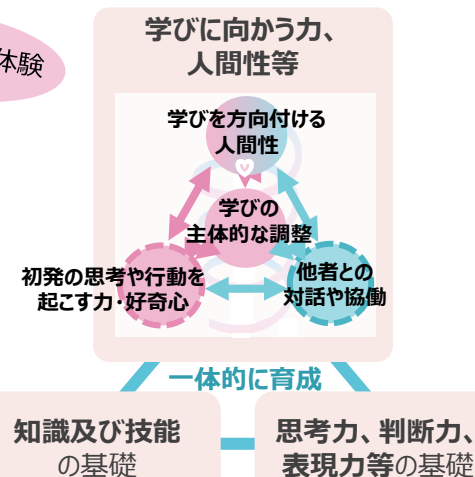 体験
学びに向かう力、
人間性等
学びを方向付ける
人間性
学びの
主体的な調整
初発の思考や行動を
起こす力・好奇心
他者との
対話や協働
一体的に育成
知識及び技能
の基礎
思考力、判断力、
表現力等の基礎